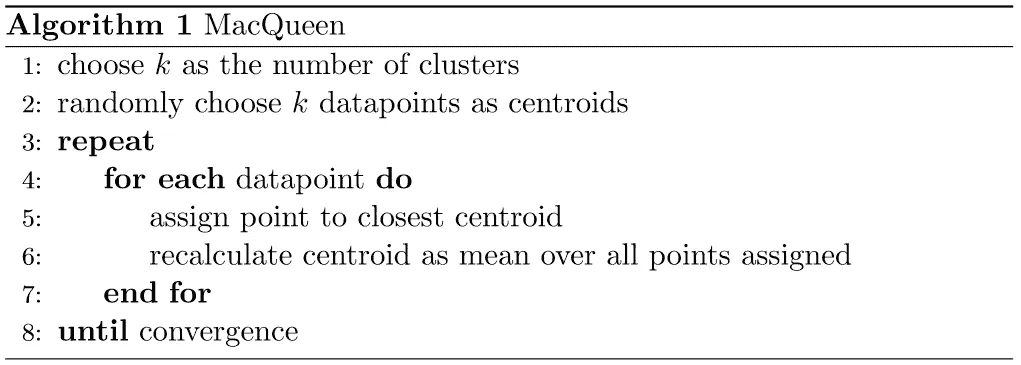 Algorithm 1 MacQueen
1: choose k as the number of clusters
2: randomly choose k datapoints as centroids
3: repeat
4: for each datapoint do
5: assign point to closest centroid
6: recalculate centroid as mean over all points assigned
7: end for
8: until convergence